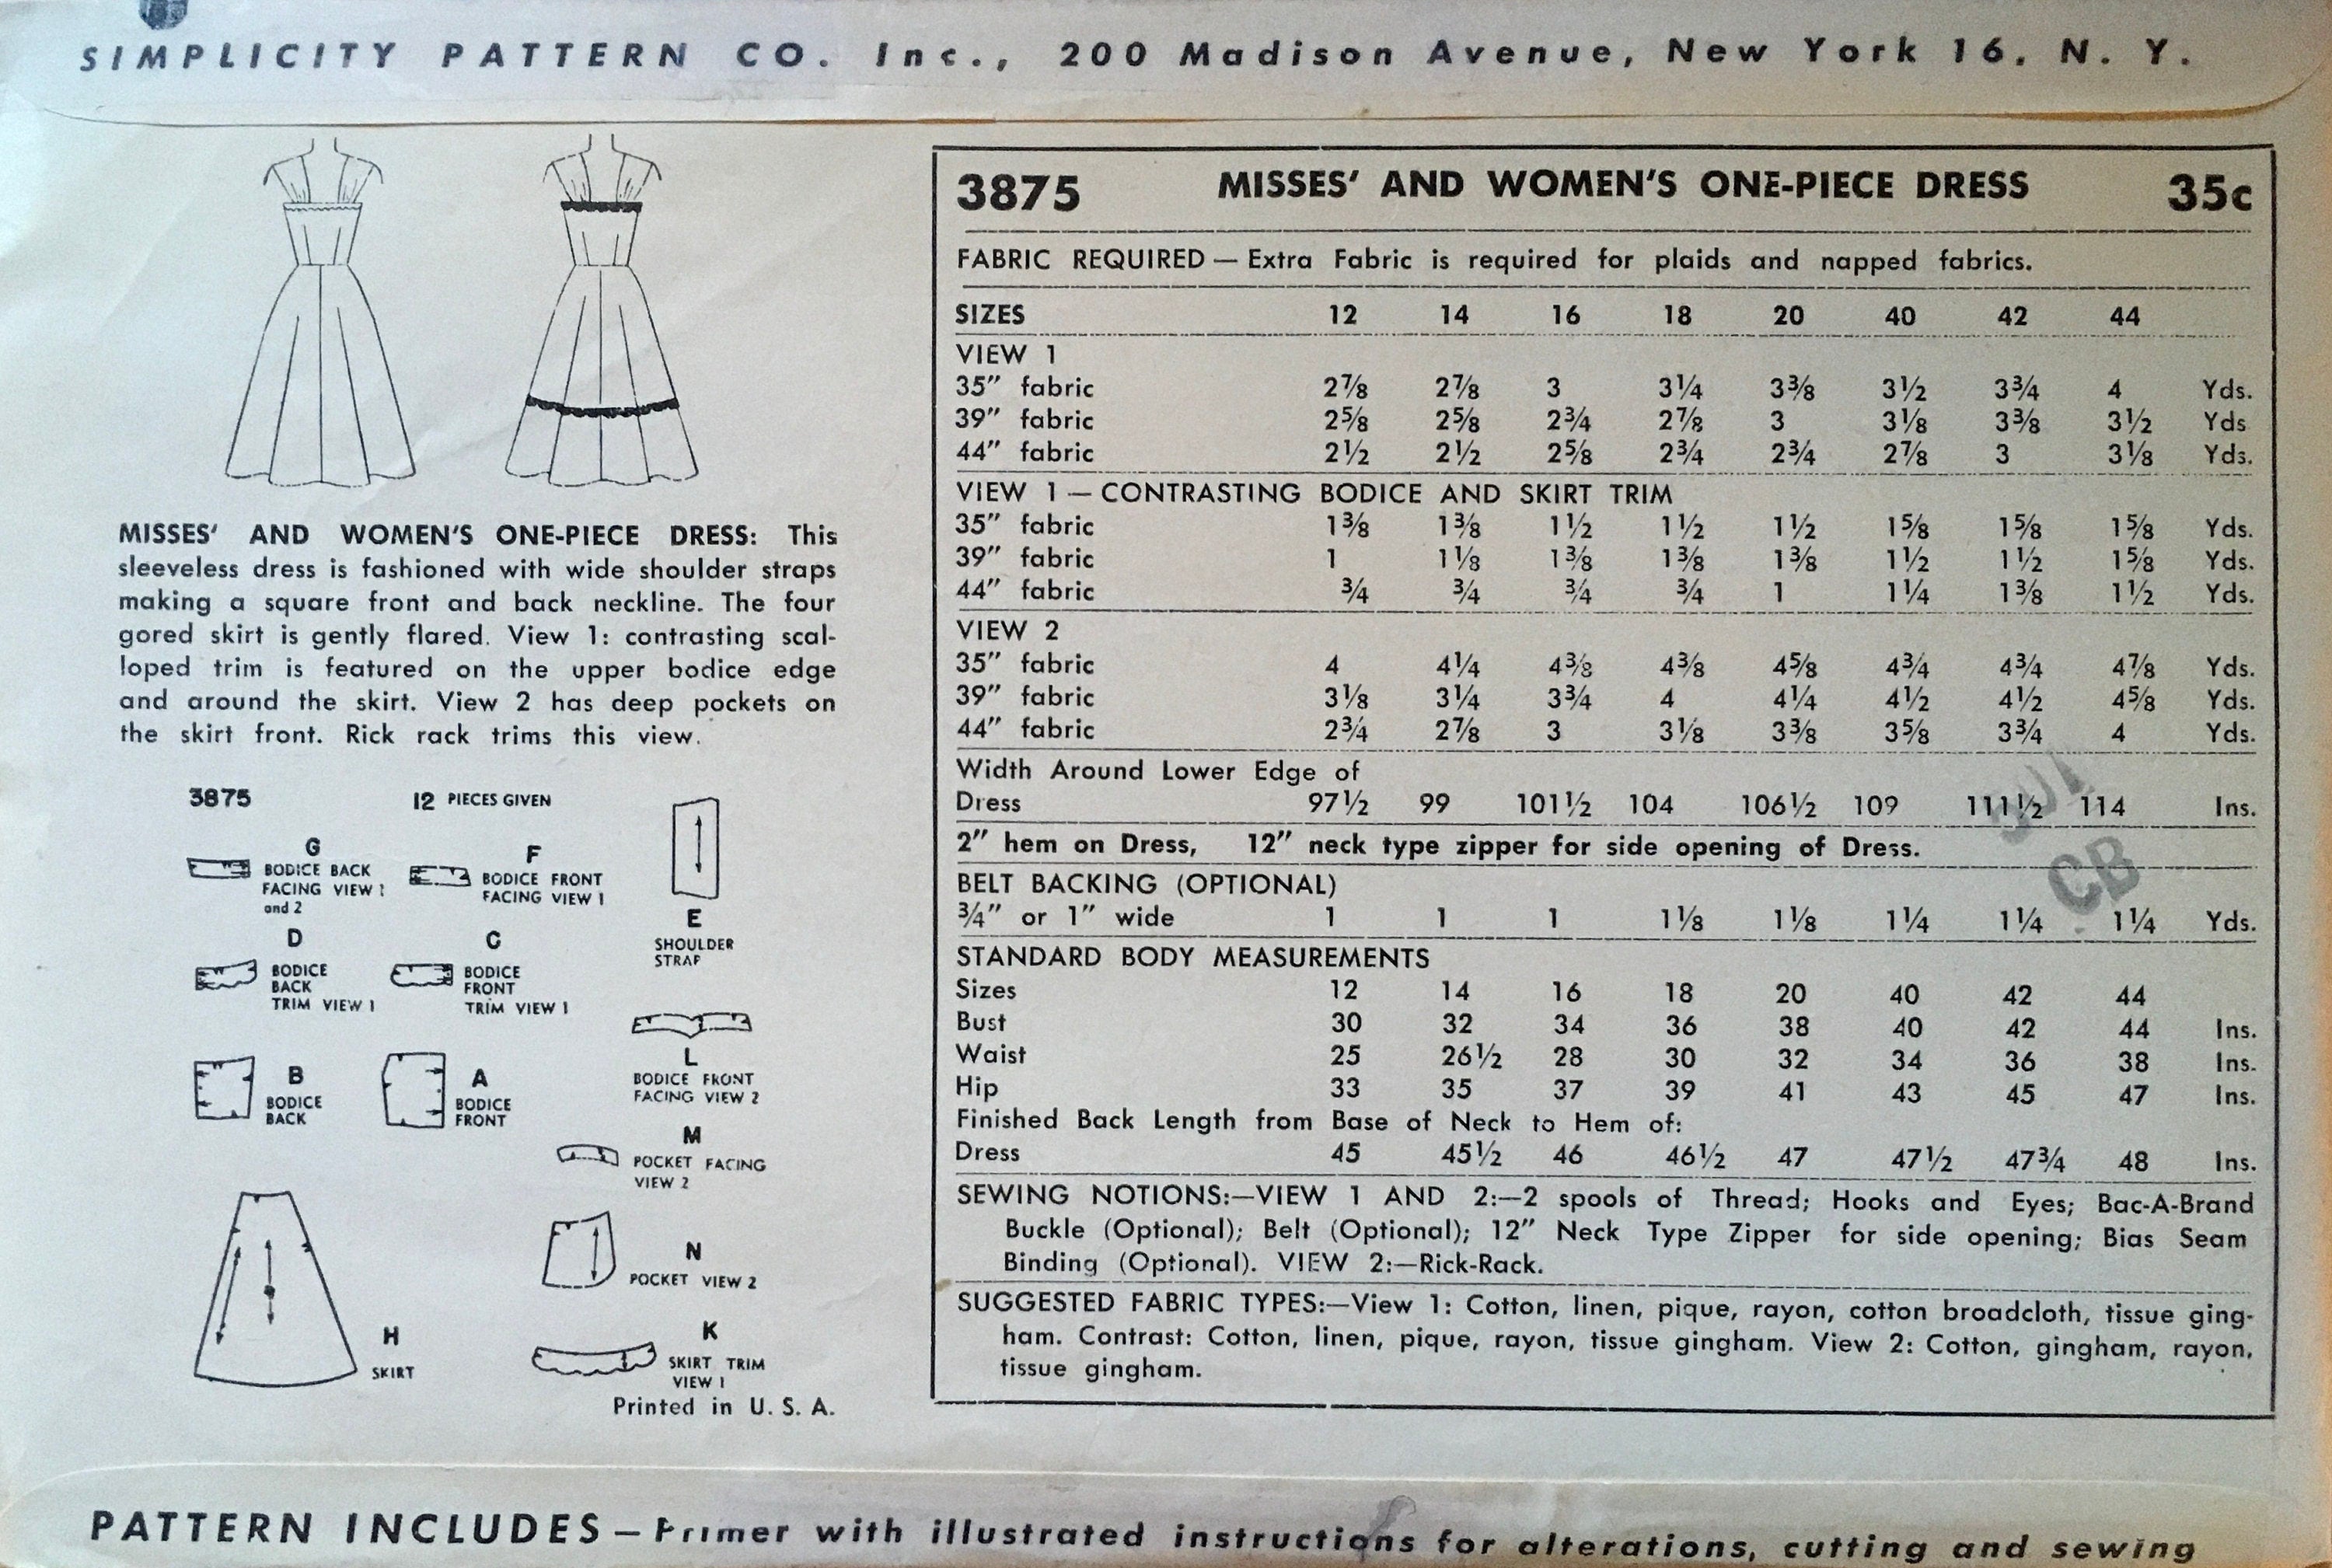 SIMPLICITY PATTERN CO. Inc., 200 Madison Avenue, New York 16, N. Y.
MISSES' AND WOMEN'S ONE-PIECE DRESS: This
sleeveless dress is fashioned with wide shoulder straps
making a square front and back neckline. The four
gored skirt is gently flared. View 1: contrasting scal-
loped trim is featured on the upper bodice edge
and around the skirt. View 2 has deep pockets on
the skirt front. Rick rack trims this view.
3875 12 PIECES GIVEN
G
BODICE BACK
FACING VIEW 1
and 2
F
BODICE FRONT
FACING VIEW 1
E
SHOULDER
STRAP
D
BODICE
BACK
TRIM VIEW 1
C
BODICE
FRONT
TRIM VIEW 1
L
BODICE FRONT
FACING VIEW 2
B
BODICE
BACK
A
BODICE
FRONT
M
POCKET FACING
VIEW 2
N
POCKET VIEW 2
H
SKIRT
K
SKIRT TRIM
VIEW 1
Printed in U. S. A.
3875 MISSES' AND WOMEN'S ONE-PIECE DRESS 35c
FABRIC REQUIRED — Extra Fabric is required for plaids and napped fabrics.
SIZES 12 14 16 18 20 40 42 44
VIEW 1
35" fabric 2⅞ 2⅞ 3 3¼ 3⅜ 3½ 3¾ 4 Yds.
39" fabric 2⅝ 2⅝ 2¾ 2⅞ 3 3⅛ 3⅜ 3½ Yds
44" fabric 2½ 2½ 2⅝ 2¾ 2¾ 2⅞ 3 3⅛ Yds.
VIEW 1 — CONTRASTING BODICE AND SKIRT TRIM
35" fabric 1⅜ 1⅜ 1½ 1½ 1½ 1⅝ 1⅝ 1⅝ Yds.
39" fabric 1 1⅛ 1⅜ 1⅜ 1⅜ 1½ 1½ 1⅝ Yds.
44" fabric ¾ ¾ ¾ ¾ 1 1¼ 1⅜ 1½ Yds.
VIEW 2
35" fabric 4 4¼ 4⅜ 4⅜ 4⅝ 4¾ 4¾ 4⅞ Yds.
39" fabric 3⅛ 3¼ 3¾ 4 4¼ 4½ 4½ 4⅝ Yds.
44" fabric 2¾ 2⅞ 3 3⅛ 3⅜ 3⅝ 3¾ 4 Yds.
Width Around Lower Edge of
Dress 97½ 99 101½ 104 106½ 109 111½ 114 Ins.
2" hem on Dress, 12" neck type zipper for side opening of Dress.
CB
BELT BACKING (OPTIONAL)
¾" or 1" wide 1 1 1 1⅛ 1⅛ 1¼ 1¼ 1¼ Yds.
STANDARD BODY MEASUREMENTS
Sizes 12 14 16 18 20 40 42 44
Bust 30 32 34 36 38 40 42 44 Ins.
Waist 25 26½ 28 30 32 34 36 38 Ins.
Hip 33 35 37 39 41 43 45 47 Ins.
Finished Back Length from Base of Neck to Hem of:
Dress 45 45½ 46 46½ 47 47½ 47¾ 48 Ins.
SEWING NOTIONS:—VIEW 1 AND 2:—2 spools of Thread; Hooks and Eyes; Bac-A-Brand
Buckle (Optional); Belt (Optional); 12" Neck Type Zipper for side opening; Bias Seam
Binding (Optional). VIEW 2:—Rick-Rack.
SUGGESTED FABRIC TYPES:—View 1: Cotton, linen, pique, rayon, cotton broadcloth, tissue ging-
ham. Contrast: Cotton, linen, pique, rayon, tissue gingham. View 2: Cotton, gingham, rayon,
tissue gingham.
PATTERN INCLUDES — Primer with illustrated instructions for alterations, cutting and sewing